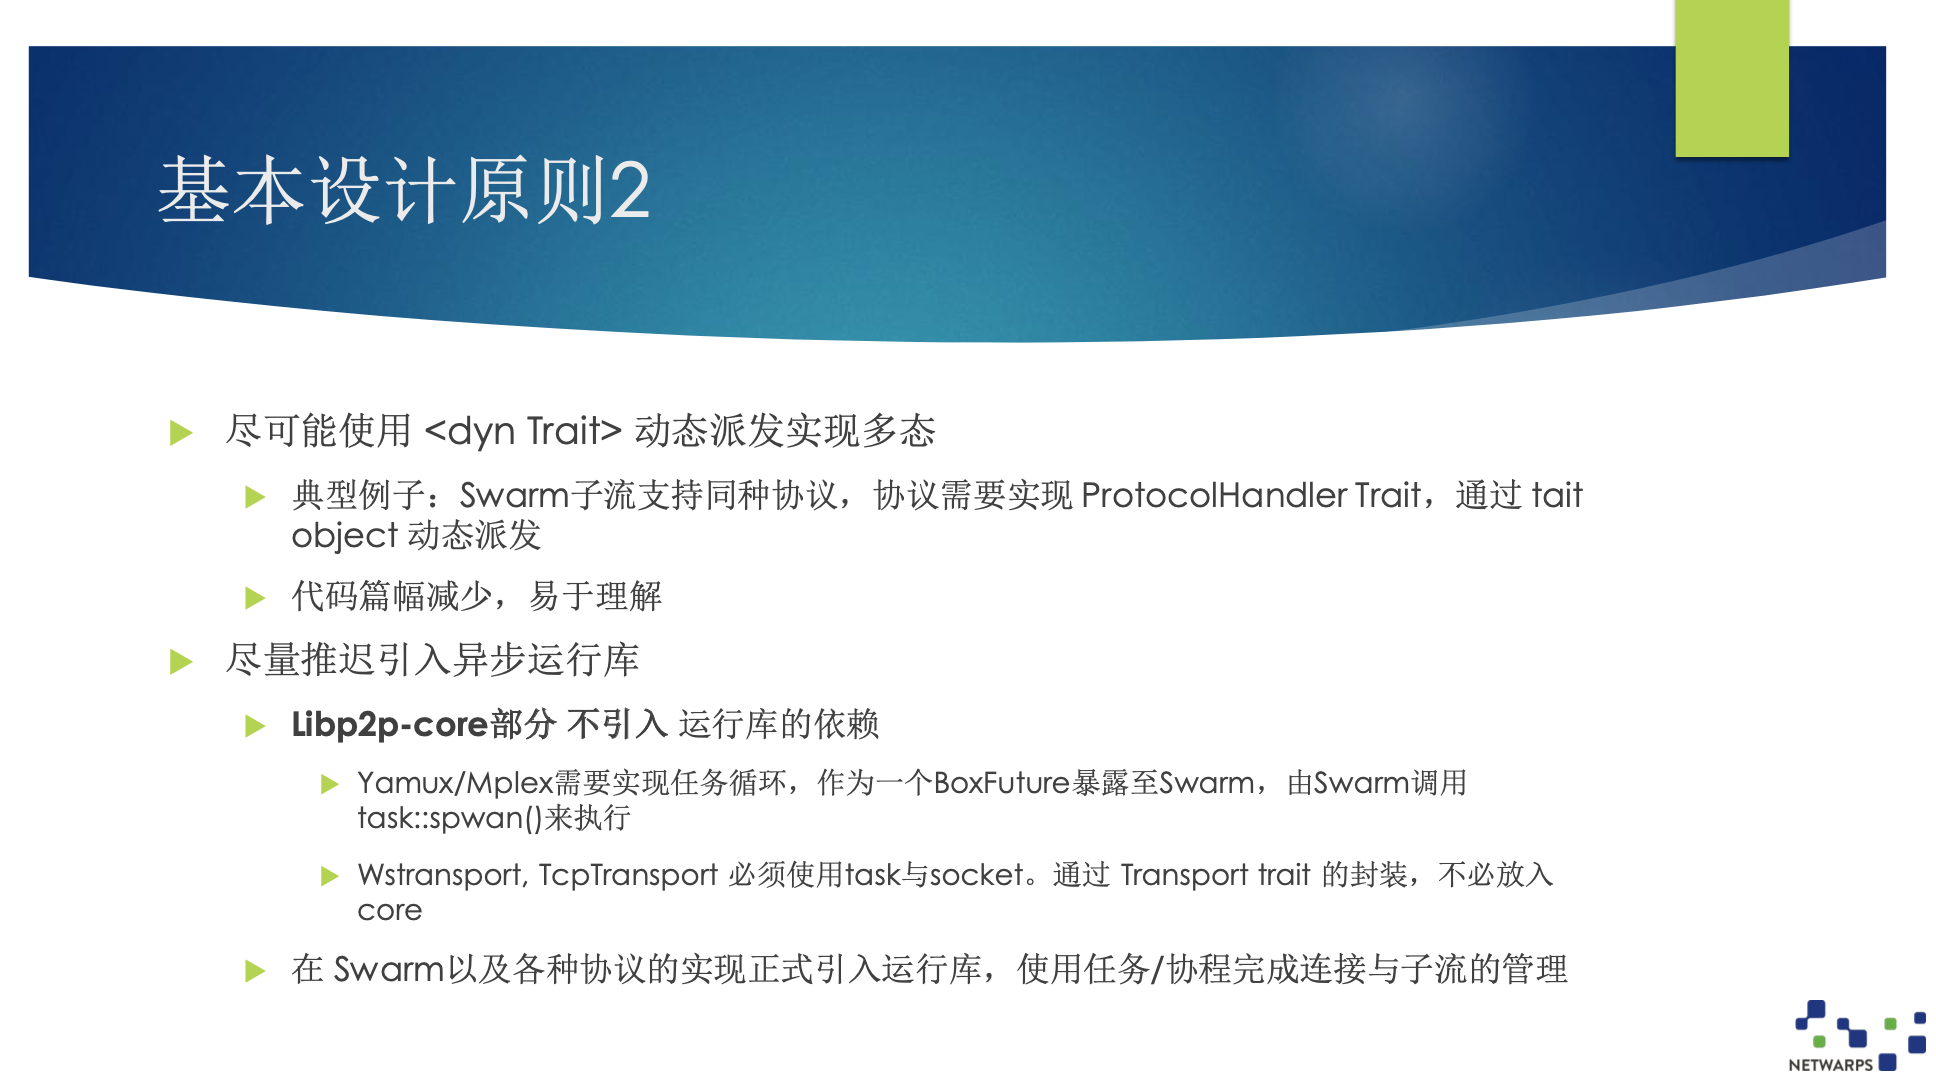 基本设计原则2
尽可能使用 <dyn Trait> 动态派发实现多态
典型例子：Swarm子流支持同种协议，协议需要实现 ProtocolHandler Trait，通过 tait
object 动态派发
代码篇幅减少，易于理解
尽量推迟引入异步运行库
Libp2p-core部分 不引入 运行库的依赖
Yamux/Mplex需要实现任务循环，作为一个BoxFuture暴露至Swarm，由Swarm调用
task::spwan()来执行
Wstransport, TcpTransport 必须使用task与socket。通过 Transport trait 的封装，不必放入
core
在 Swarm以及各种协议的实现正式引入运行库，使用任务/协程完成连接与子流的管理
NETWARPS